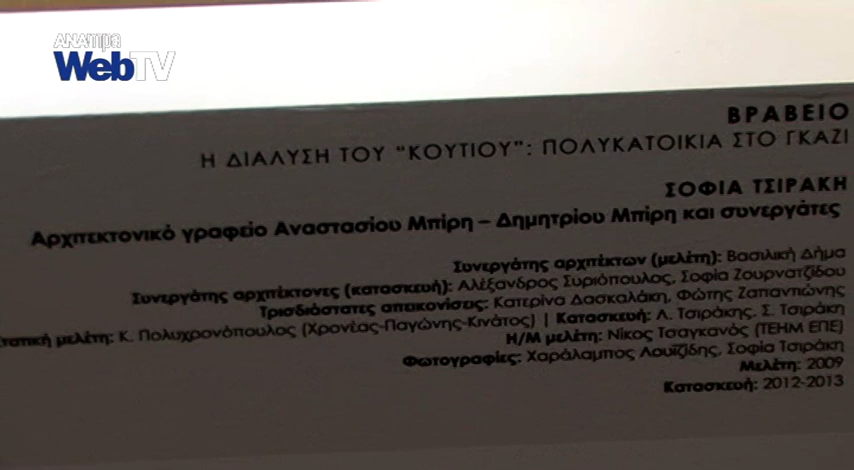 ΑΝΑπρα
WebTV
ΒΡΑΒΕΙΟ
Η ΔΙΑΛΥΣΗ ΤΟΥ "ΚΟΥΤΙΟΥ": ΠΟΛΥΚΑΤΟΙΚΙΑ ΣΤΟ ΓΚΑΖΙ
ΣΟΦΙΑ ΤΣΙΡΑΚΗ
Αρχιτεκτονικό γραφείο Αναστασίου Μπίρη – Δημητρίου Μπίρη και συνεργάτες
Συνεργάτης αρχιτέκτων (μελέτη): Βασιλική Δήμα
Συνεργάτης αρχιτέκτονες (κατασκευή): Αλέξανδρος Συριόπουλος, Σοφία Ζουρνατζίδου
Τρισδιάστατες απεικονίσεις: Κατερίνα Δασκαλάκη, Φώτης Ζαπανπώνης
μελέτη: Κ. Πολυχρονόπουλος (Χρονέας-Παγώνης-Κινάτος) | Κατασκευή: Λ. Τσιράκης, Σ. Τσιράκη
Η/Μ μελέτη: Νίκος Τσαγκανός (ΤΕΗΜ ΕΠΕ)
Φωτογραφίες: Χαράλαμπος Λουϊζίδης, Σοφία Τσιράκη
Μελέτη: 2009
Κατασκευή: 2012-2013